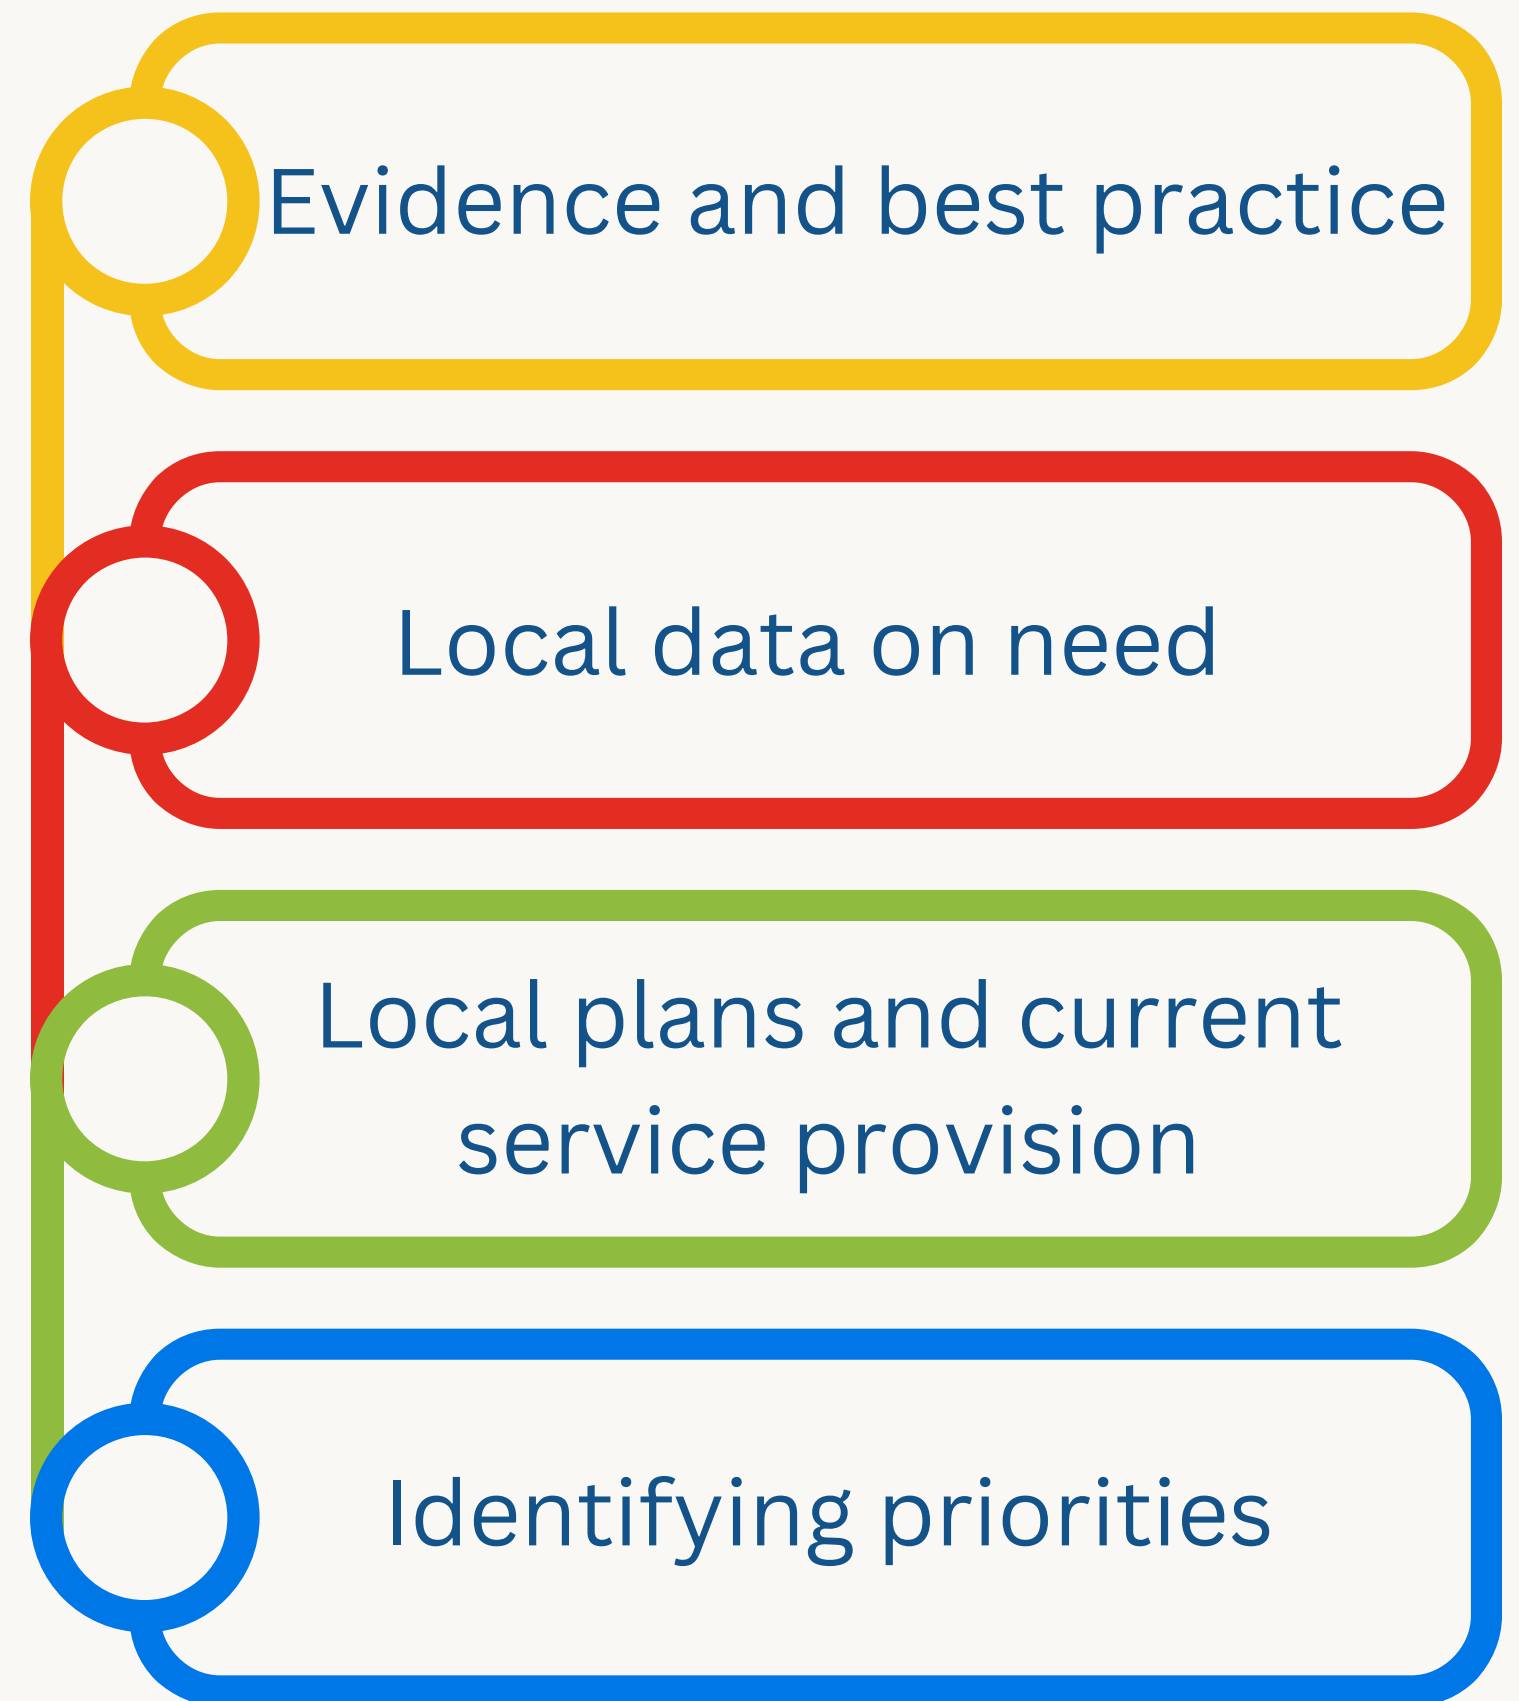 Evidence and best practice
Local data on need
Local plans and current
service provision
Identifying priorities